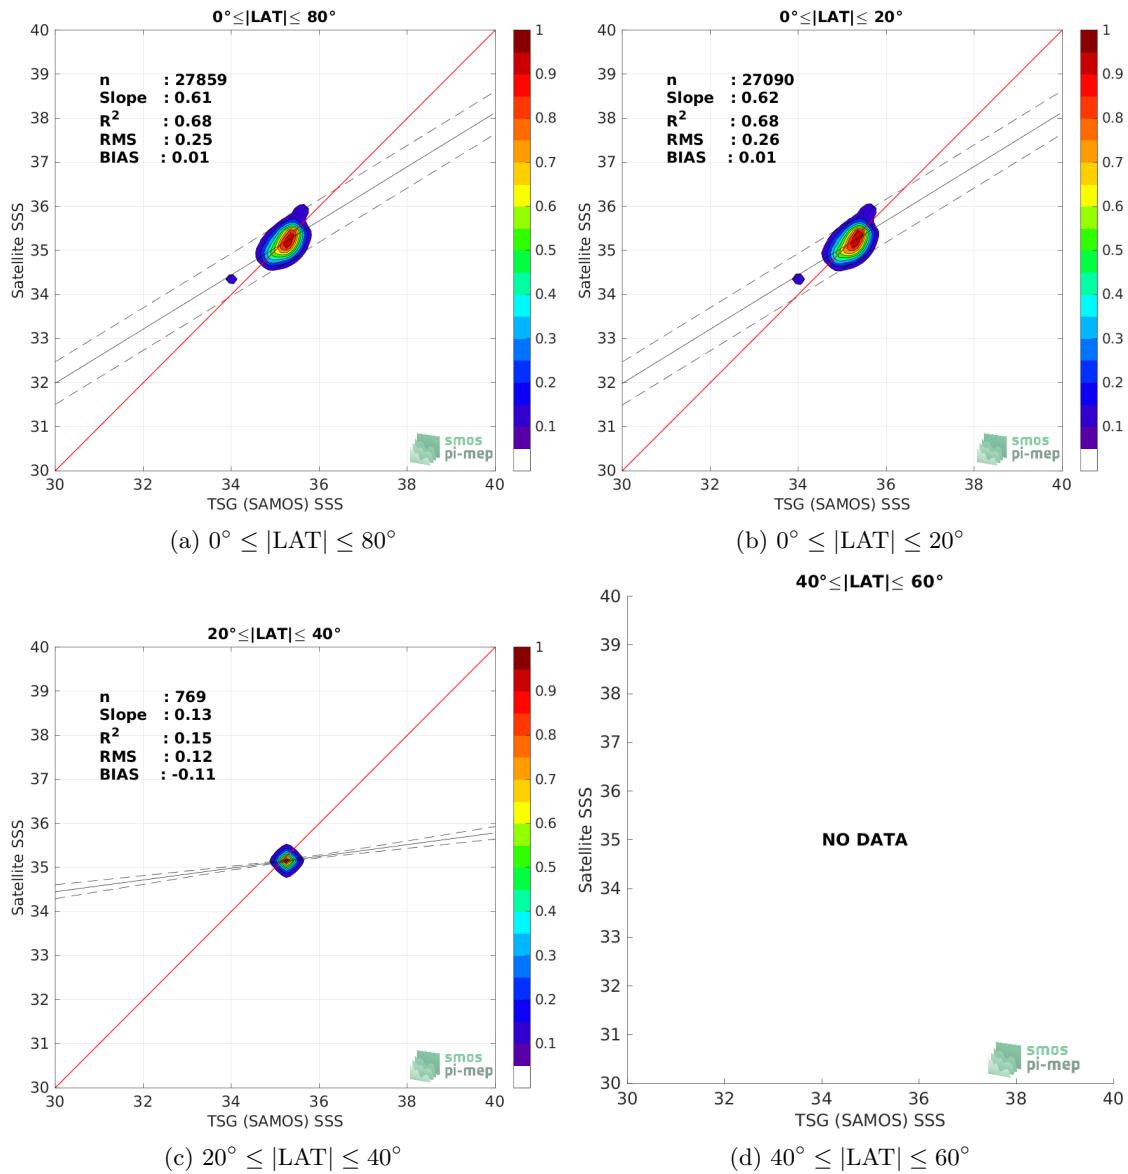 0°≤|LAT|≤ 80°
40
39
38
37
36
35
34
33
32
31
30
Satellite SSS
n : 27859
Slope : 0.61
R² : 0.68
RMS : 0.25
BIAS : 0.01
1
0.9
0.8
0.7
0.6
0.5
0.4
0.3
0.2
0.1
smos
pi-mep
30 32 34 36 38 40
TSG (SAMOS) SSS
(a) 0° ≤ |LAT| ≤ 80°
0°≤|LAT|≤ 20°
40
39
38
37
36
35
34
33
32
31
30
Satellite SSS
n : 27090
Slope : 0.62
R² : 0.68
RMS : 0.26
BIAS : 0.01
1
0.9
0.8
0.7
0.6
0.5
0.4
0.3
0.2
0.1
smos
pi-mep
30 32 34 36 38 40
TSG (SAMOS) SSS
(b) 0° ≤ |LAT| ≤ 20°
20°≤|LAT|≤ 40°
40
39
38
37
36
35
34
33
32
31
30
Satellite SSS
n : 769
Slope : 0.13
R² : 0.15
RMS : 0.12
BIAS : -0.11
1
0.9
0.8
0.7
0.6
0.5
0.4
0.3
0.2
0.1
smos
pi-mep
30 32 34 36 38 40
TSG (SAMOS) SSS
(c) 20° ≤ |LAT| ≤ 40°
40°≤|LAT|≤ 60°
40
39
38
37
36
35
34
33
32
31
30
Satellite SSS
NO DATA
smos
pi-mep
30 32 34 36 38 40
TSG (SAMOS) SSS
(d) 40° ≤ |LAT| ≤ 60°